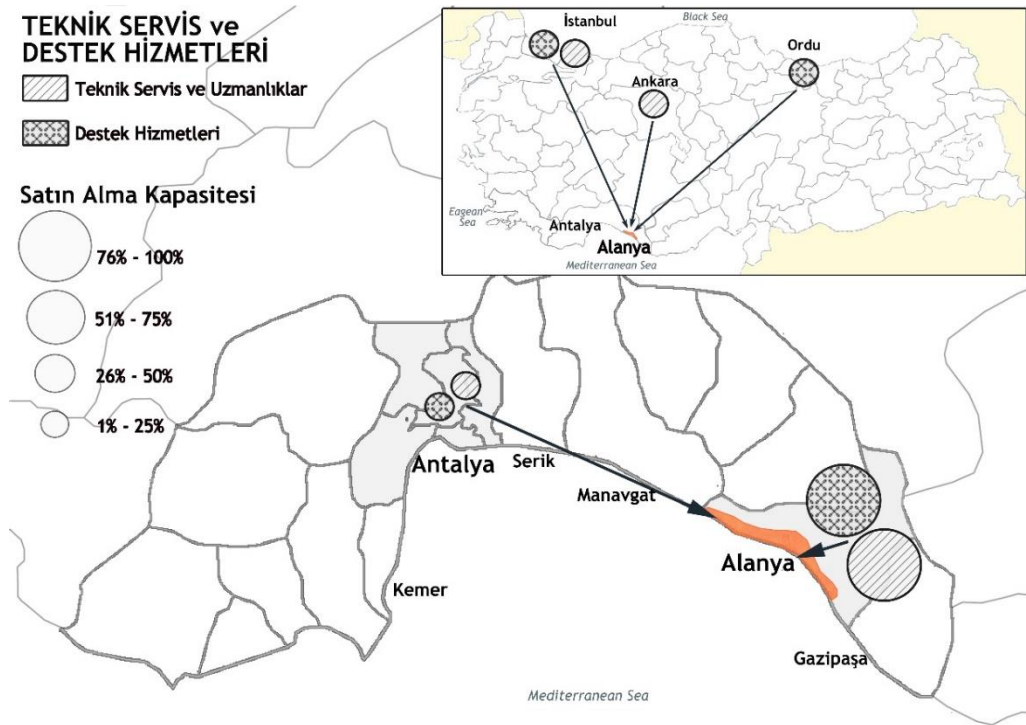 TEKNİK SERVİS ve
DESTEK HİZMETLERİ
Teknik Servis ve Uzmanlıklar
Destek Hizmetleri
Satın Alma Kapasitesi
76% - 100%
51% - 75%
26% - 50%
1% - 25%
Black Sea
İstanbul
Ordu
Ankara
Eagean
Sea
Antalya
Alanya
Mediterranean Sea
Antalya
Serik
Manavgat
Alanya
Kemer
Gazipaşa
Mediterranean Sea